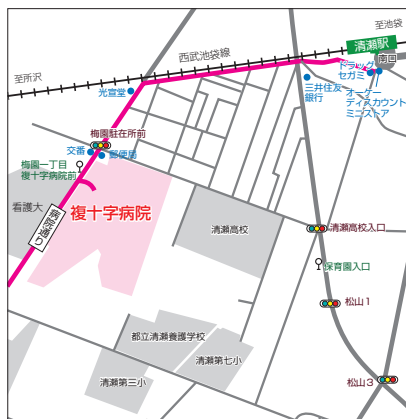 至池袋
清瀬駅
南口
西武池袋線
至所沢
ドラッグ
セガミ
光宣堂
三井住友
銀行
オーケー
ディスカウント
ミニストア
梅園駐在所前
交番
郵便局
梅園一丁目
複十字病院前
看護大
複十字病院
病院通り
清瀬高校
清瀬高校入口
保育園入口
松山1
都立清瀬養護学校
清瀬第七小
清瀬第三小
松山3